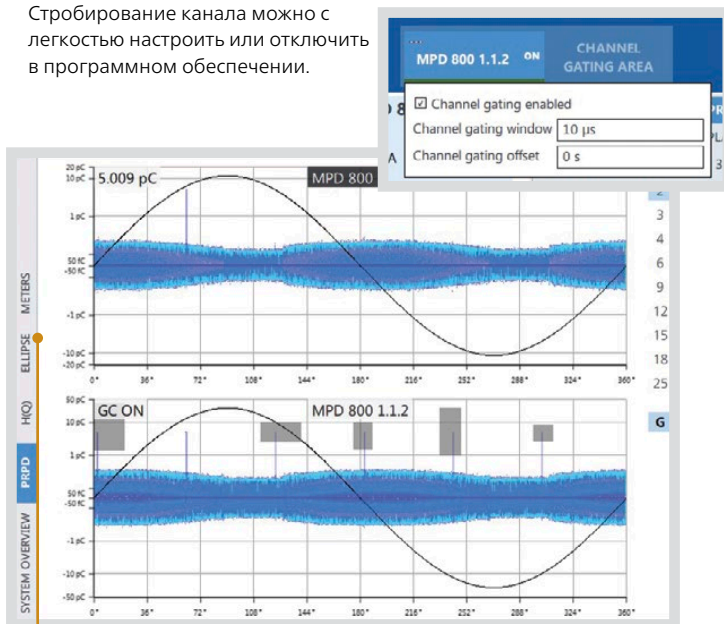 Стробирование канала можно с
легкостью настроить или отключить
в программном обеспечении.
...
MPD 800 1.1.2 ON
CHANNEL
GATING AREA
Channel gating enabled
Channel gating window 10 µs
Channel gating offset 0 s
METERS
ELLIPSE
H(Q)
PRPD
SYSTEM OVERVIEW
20 pC
10 pC
1 pC
50 fC
-50 fC
-1 pC
-10 pC
-20 pC
5.009 pC
MPD 800
0° 36° 72° 108° 144° 180° 216° 252° 288° 324° 360°
50 pC
10 pC
1 pC
50 fC
-50 fC
-1 pC
-10 pC
-50 pC
GC ON
MPD 800 1.1.2
0° 36° 72° 108° 144° 180° 216° 252° 288° 324° 360°
2
3
4
6
9
12
15
18
25
G